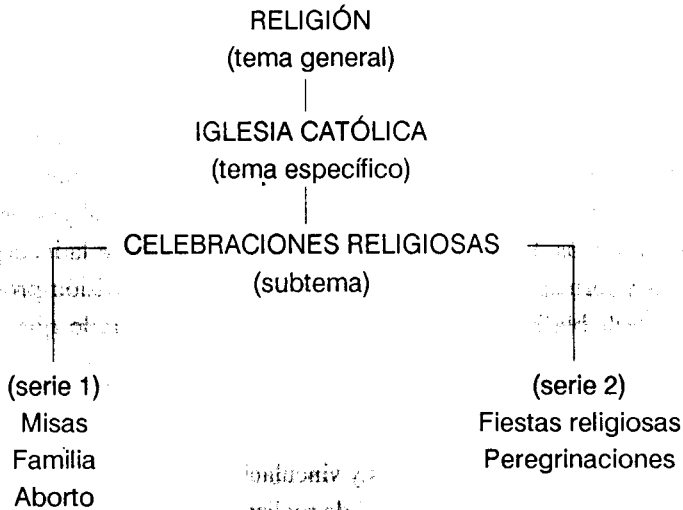 RELIGIÓN
(tema general)
IGLESIA CATÓLICA
(tema específico)
CELEBRACIONES RELIGIOSAS
(subtema)
(serie 1)
Misas
Familia
Aborto
(serie 2)
Fiestas religiosas
Peregrinaciones